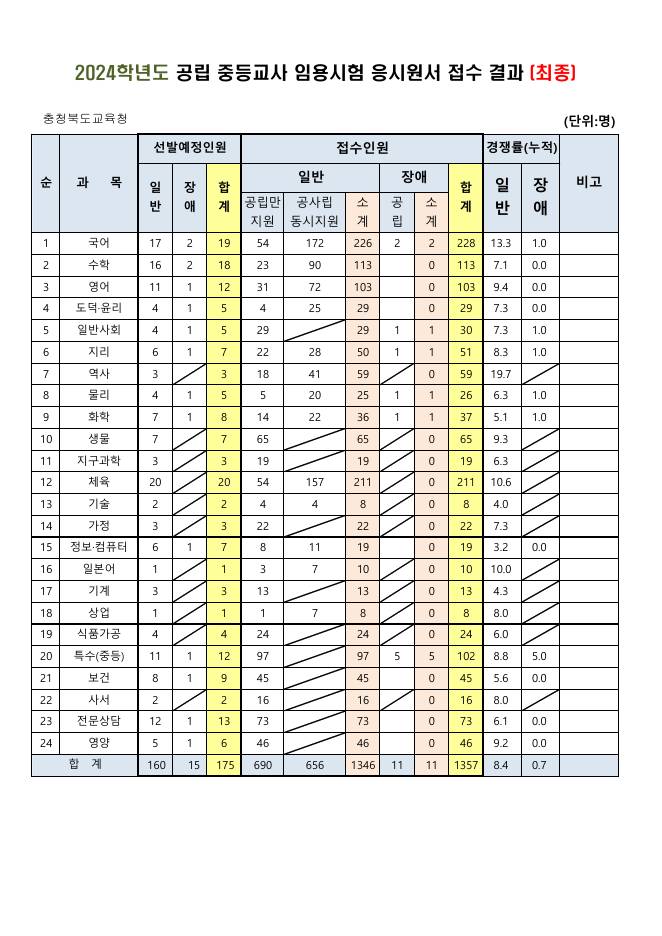 2024학년도 공립 중등교사 임용시험 응시원서 접수 결과 (최종)
충청북도교육청 (단위:명)
순 과 목 선발예정인원 접수인원 경쟁률(누적) 비고
일반 장애 합계 일반 장애 합계 일반 장애
공립만 지원 공사립 동시지원 소계 공립 소계
1 국어 17 2 19 54 172 226 2 2 228 13.3 1.0
2 수학 16 2 18 23 90 113 0 113 7.1 0.0
3 영어 11 1 12 31 72 103 0 103 9.4 0.0
4 도덕·윤리 4 1 5 4 25 29 0 29 7.3 0.0
5 일반사회 4 1 5 29 29 1 1 30 7.3 1.0
6 지리 6 1 7 22 28 50 1 1 51 8.3 1.0
7 역사 3 3 18 41 59 0 59 19.7
8 물리 4 1 5 5 20 25 1 1 26 6.3 1.0
9 화학 7 1 8 14 22 36 1 1 37 5.1 1.0
10 생물 7 7 65 65 0 65 9.3
11 지구과학 3 3 19 19 0 19 6.3
12 체육 20 20 54 157 211 0 211 10.6
13 기술 2 2 4 4 8 0 8 4.0
14 가정 3 3 22 22 0 22 7.3
15 정보·컴퓨터 6 1 7 8 11 19 0 19 3.2 0.0
16 일본어 1 1 3 7 10 0 10 10.0
17 기계 3 3 13 13 0 13 4.3
18 상업 1 1 1 7 8 0 8 8.0
19 식품가공 4 4 24 24 0 24 6.0
20 특수(중등) 11 1 12 97 97 5 5 102 8.8 5.0
21 보건 8 1 9 45 45 0 45 5.6 0.0
22 사서 2 2 16 16 0 16 8.0
23 전문상담 12 1 13 73 73 0 73 6.1 0.0
24 영양 5 1 6 46 46 0 46 9.2 0.0
합 계 160 15 175 690 656 1346 11 11 1357 8.4 0.7